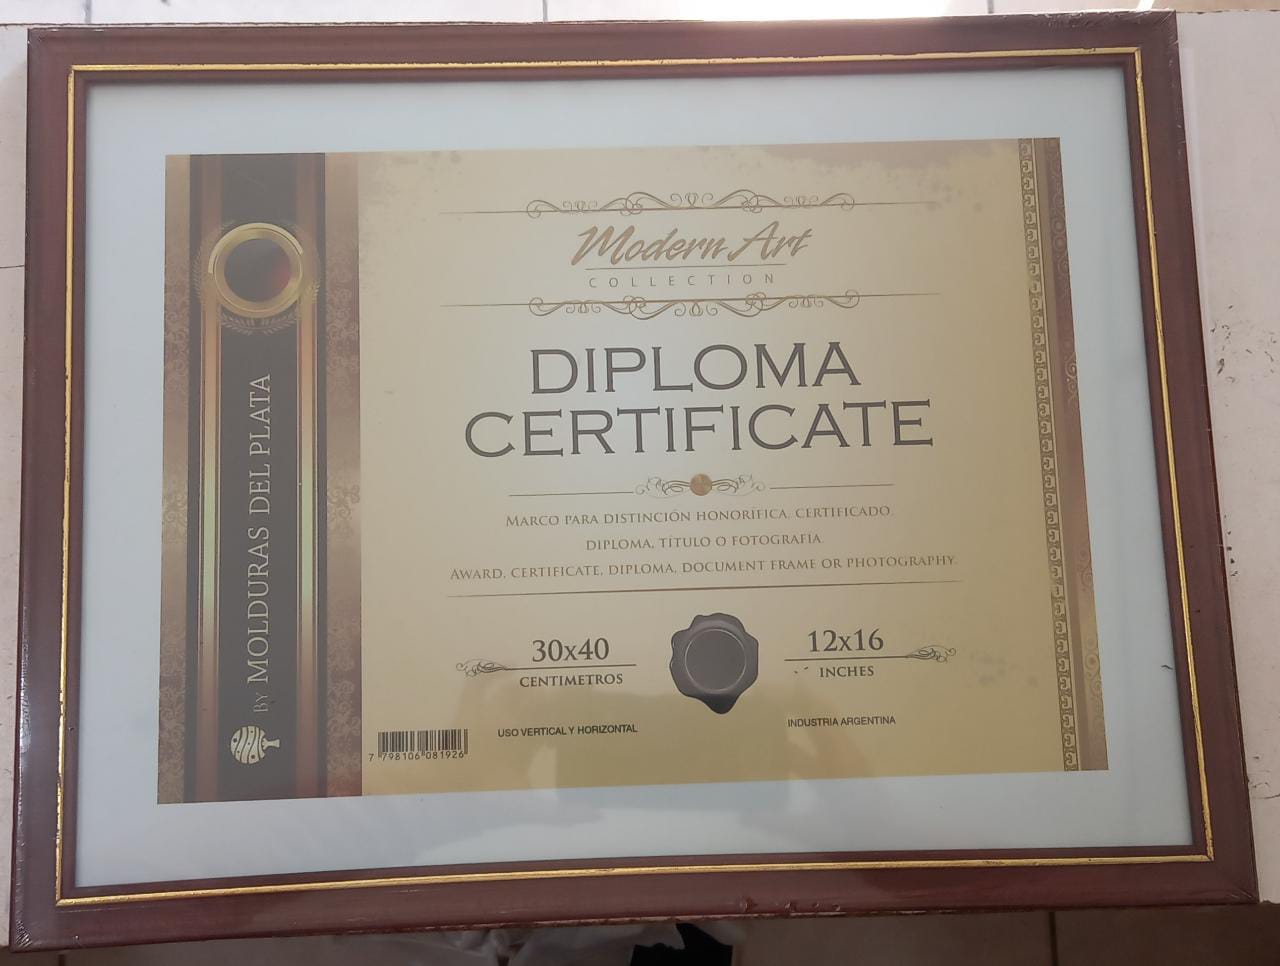 Modern Art
COLLECTION
DIPLOMA
CERTIFICATE
MARCO PARA DISTINCIÓN HONORÍFICA, CERTIFICADO,
DIPLOMA, TÍTULO O FOTOGRAFÍA.
AWARD, CERTIFICATE, DIPLOMA, DOCUMENT FRAME OR PHOTOGRAPHY.
30x40
CENTIMETROS
12x16
INCHES
USO VERTICAL Y HORIZONTAL
INDUSTRIA ARGENTINA
7 798106 081926
BY MOLDURAS DEL PLATA